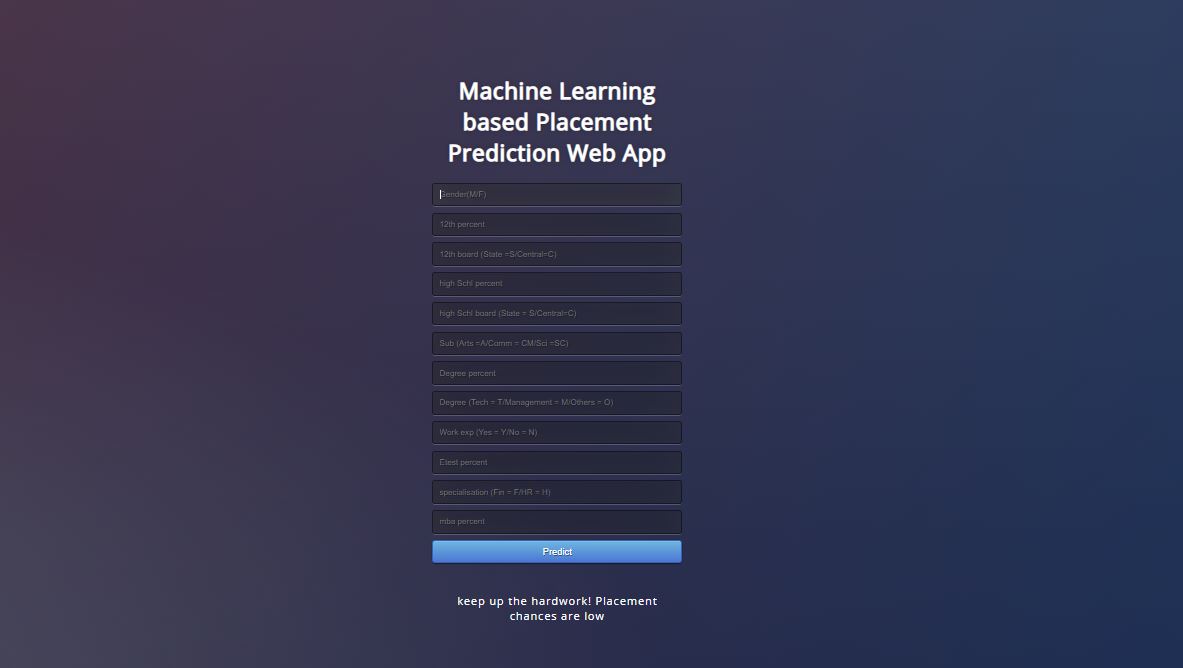 Machine Learning
based Placement
Prediction Web App
Gender(M/F)
12th percent
12th board (State =S/Central=C)
high Schl percent
high Schl board (State = S/Central=C)
Sub (Arts =A/Comm = CM/Sci =SC)
Degree percent
Degree (Tech = T/Management = M/Others = O)
Work exp (Yes = Y/No = N)
Etest percent
specialisation (Fin = F/HR = H)
mba percent
Predict
keep up the hardwork! Placement
chances are low